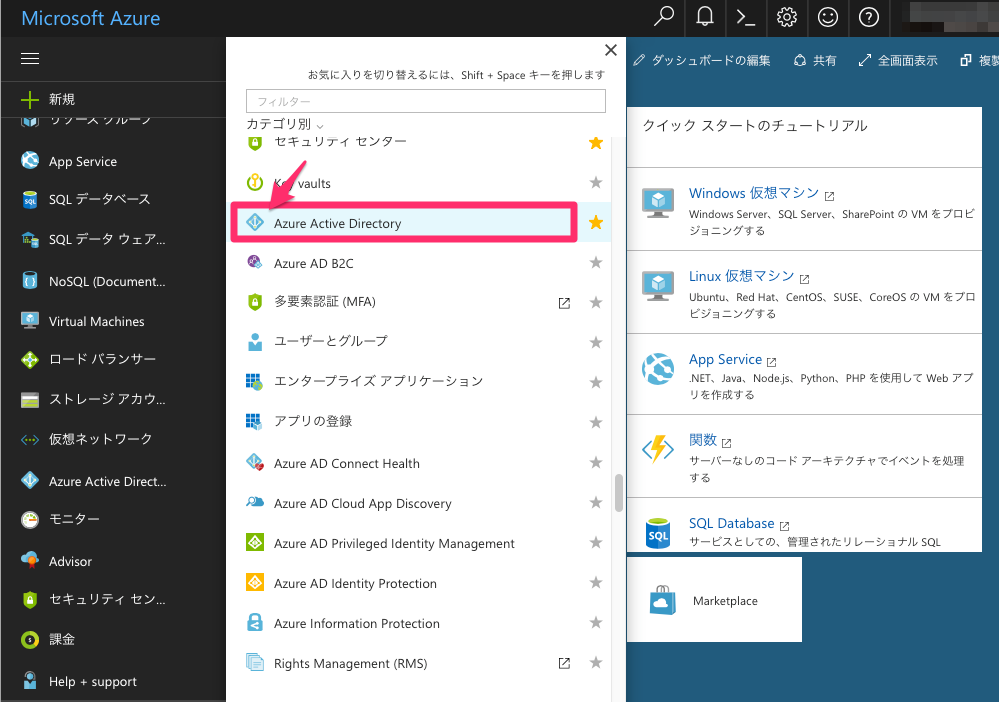 Microsoft Azure
新規
リソース グループ
App Service
SQL データベース
SQL データ ウェア...
NoSQL (Document...
Virtual Machines
ロード バランサー
ストレージ アカウ...
仮想ネットワーク
Azure Active Direct...
モニター
Advisor
セキュリティ セン...
課金
Help + support
お気に入りを切り替えるには、Shift + Space キーを押します
フィルター
カテゴリ別
セキュリティ センター
Key vaults
Azure Active Directory
Azure AD B2C
多要素認証 (MFA)
ユーザーとグループ
エンタープライズ アプリケーション
アプリの登録
Azure AD Connect Health
Azure AD Cloud App Discovery
Azure AD Privileged Identity Management
Azure AD Identity Protection
Azure Information Protection
Rights Management (RMS)
ダッシュボードの編集
共有
全画面表示
複製
クイック スタートのチュートリアル
Windows 仮想マシン
Windows Server、SQL Server、SharePoint の VM をプロビ
ジョニングする
Linux 仮想マシン
Ubuntu、Red Hat、CentOS、SUSE、CoreOS の VM をプロ
ビジョニングする
App Service
.NET、Java、Node.js、Python、PHP を使用して Web アプ
リを作成する
関数
サーバーなしのコード アーキテクチャでイベントを処理
する
SQL Database
サービスとしての、管理されたリレーショナル SQL
SQL
Marketplace